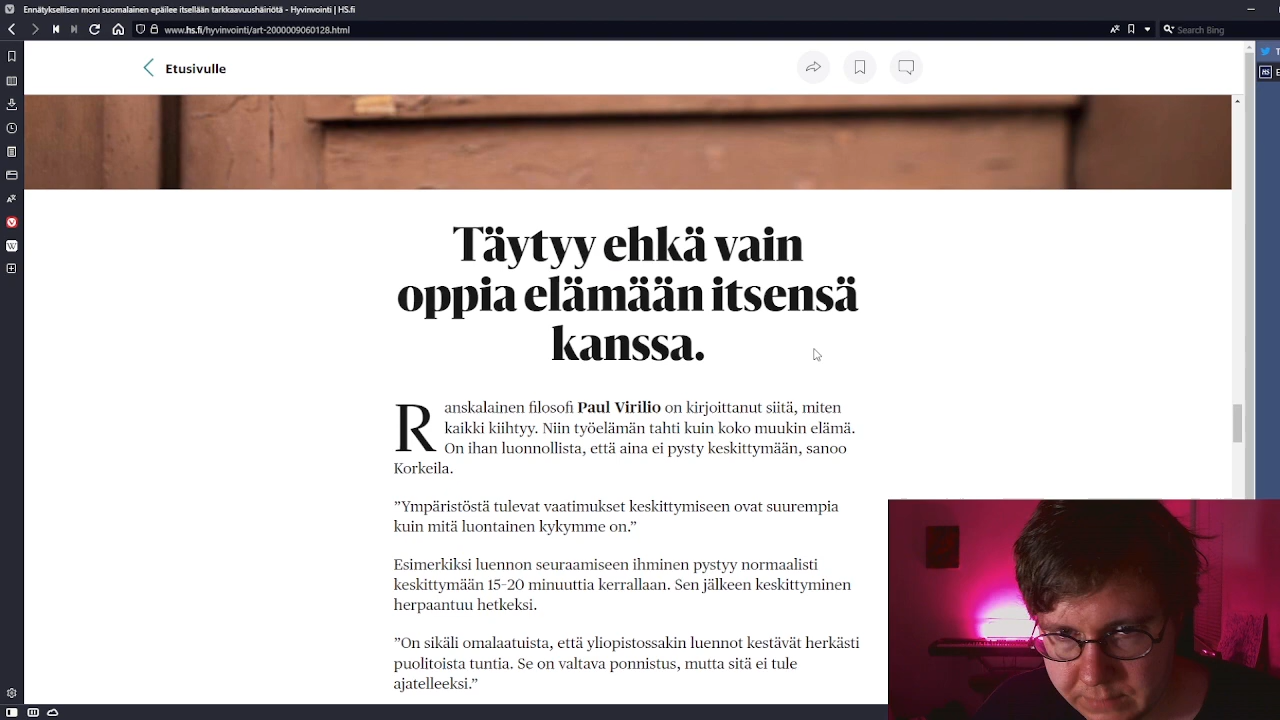 Ennätyksellisen moni suomalainen epäilee itsellään tarkkaavuushäiriötä - Hyvinvointi | HS.fi
www.hs.fi/hyvinvointi/art-2000009060128.html
Search Bing
Etusivulle
Täytyy ehkä vain
oppia elämään itsensä
kanssa.
Ranskalainen filosofi Paul Virilio on kirjoittanut siitä, miten
kaikki kiihtyy. Niin työelämän tahti kuin koko muukin elämä.
On ihan luonnollista, että aina ei pysty keskittymään, sanoo
Korkeila.
”Ympäristöstä tulevat vaatimukset keskittymiseen ovat suurempia
kuin mitä luontainen kykymme on.”
Esimerkiksi luennon seuraamiseen ihminen pystyy normaalisti
keskittymään 15–20 minuuttia kerrallaan. Sen jälkeen keskittyminen
herpaantuu hetkeksi.
”On sikäli omalaatuista, että yliopistossakin luennot kestävät herkästi
puolitoista tuntia. Se on valtava ponnistus, mutta sitä ei tule
ajatelleeksi.”